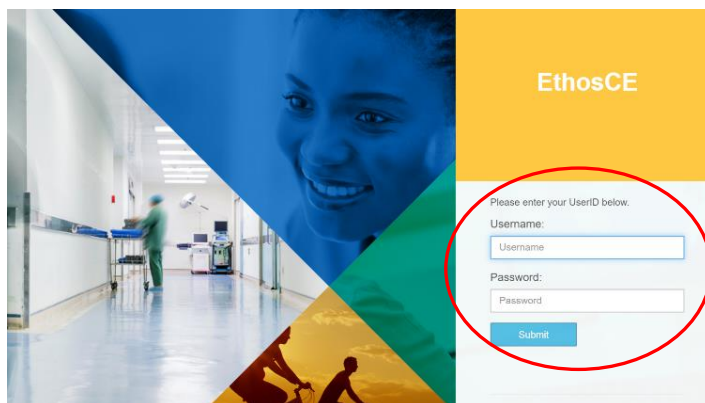 EthosCE
Please enter your UserID below.
Username:
Username
Password:
Password
Submit